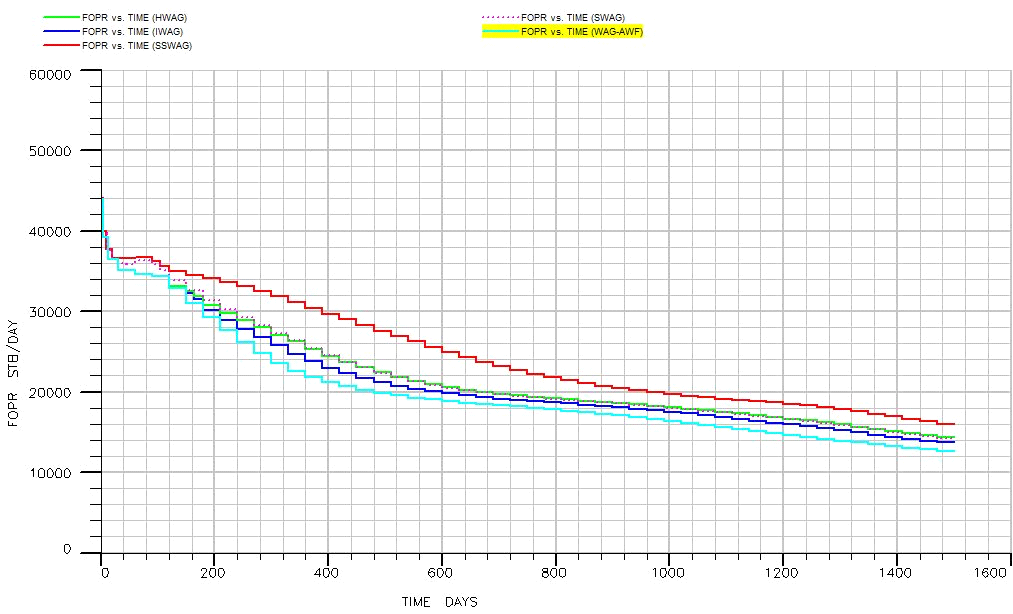 FOPR vs. TIME (HWAG)
FOPR vs. TIME (SWAG)
FOPR vs. TIME (IWAG)
FOPR vs. TIME (WAG-AWF)
FOPR vs. TIME (SSWAG)
60000
50000
40000
30000
20000
10000
0
FOPR STB/DAY
0 200 400 600 800 1000 1200 1400 1600
TIME DAYS